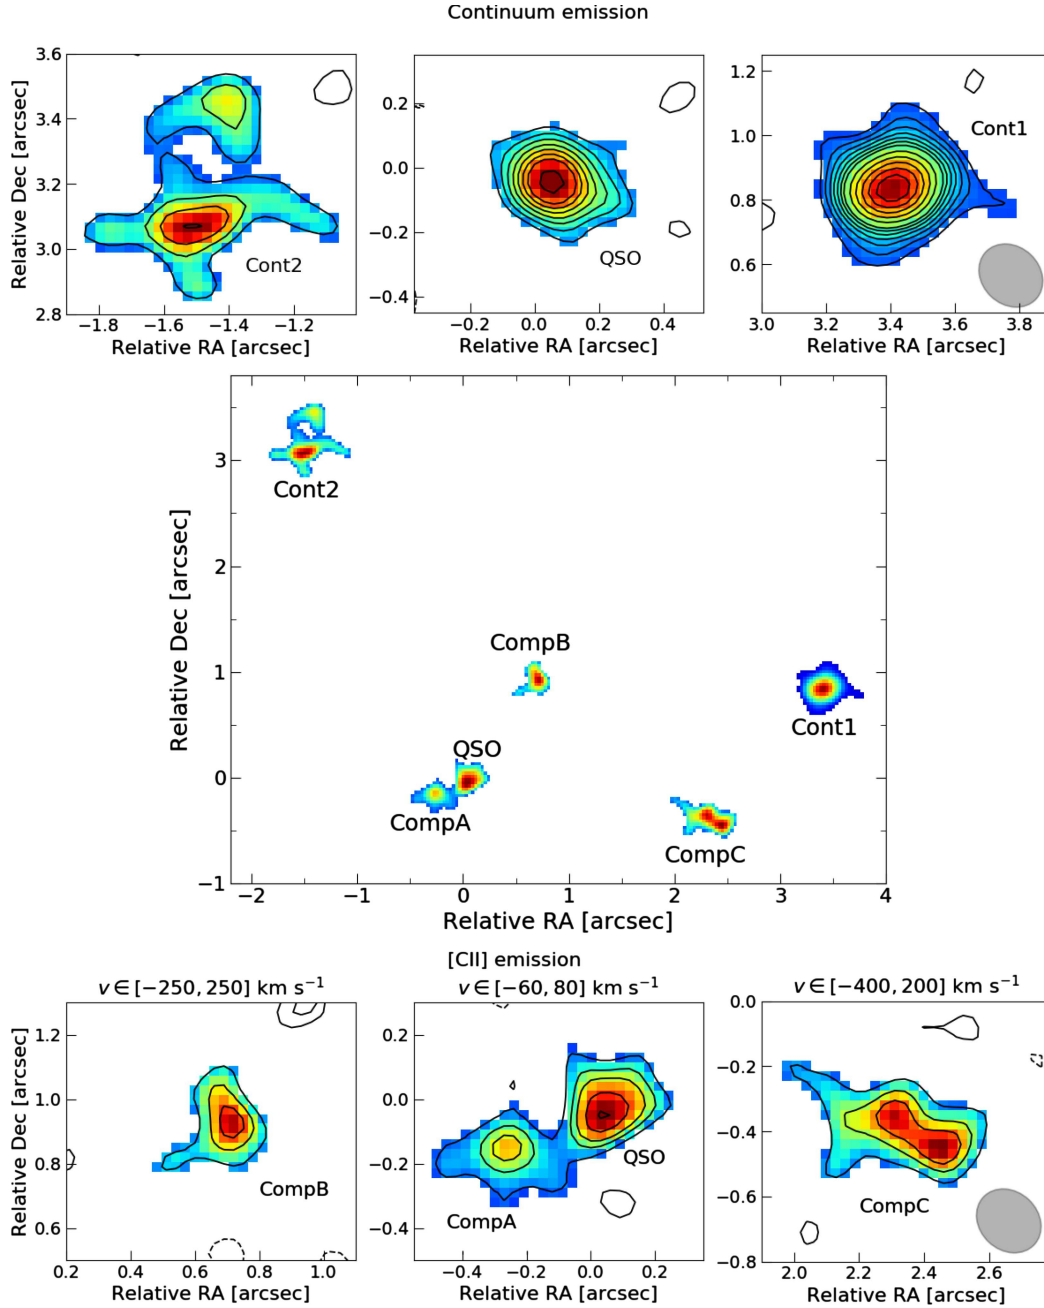 Continuum emission
3.6
3.4
3.2
3.0
2.8
Relative Dec [arcsec]
Cont2
−1.8 −1.6 −1.4 −1.2
Relative RA [arcsec]
0.2
0.0
−0.2
−0.4
QSO
−0.2 0.0 0.2 0.4
Relative RA [arcsec]
1.2
1.0
0.8
0.6
Cont1
3.0 3.2 3.4 3.6 3.8
Relative RA [arcsec]
3
2
1
0
−1
Relative Dec [arcsec]
Cont2
CompB
Cont1
QSO
CompA
CompC
−2 −1 0 1 2 3 4
Relative RA [arcsec]
[CII] emission
v ∈ [−250, 250] km s⁻¹
1.2
1.0
0.8
0.6
Relative Dec [arcsec]
CompB
0.2 0.4 0.6 0.8 1.0
Relative RA [arcsec]
v ∈ [−60, 80] km s⁻¹
0.2
0.0
−0.2
−0.4
QSO
CompA
−0.4 −0.2 0.0 0.2
Relative RA [arcsec]
v ∈ [−400, 200] km s⁻¹
0.0
−0.2
−0.4
−0.6
−0.8
CompC
2.0 2.2 2.4 2.6
Relative RA [arcsec]